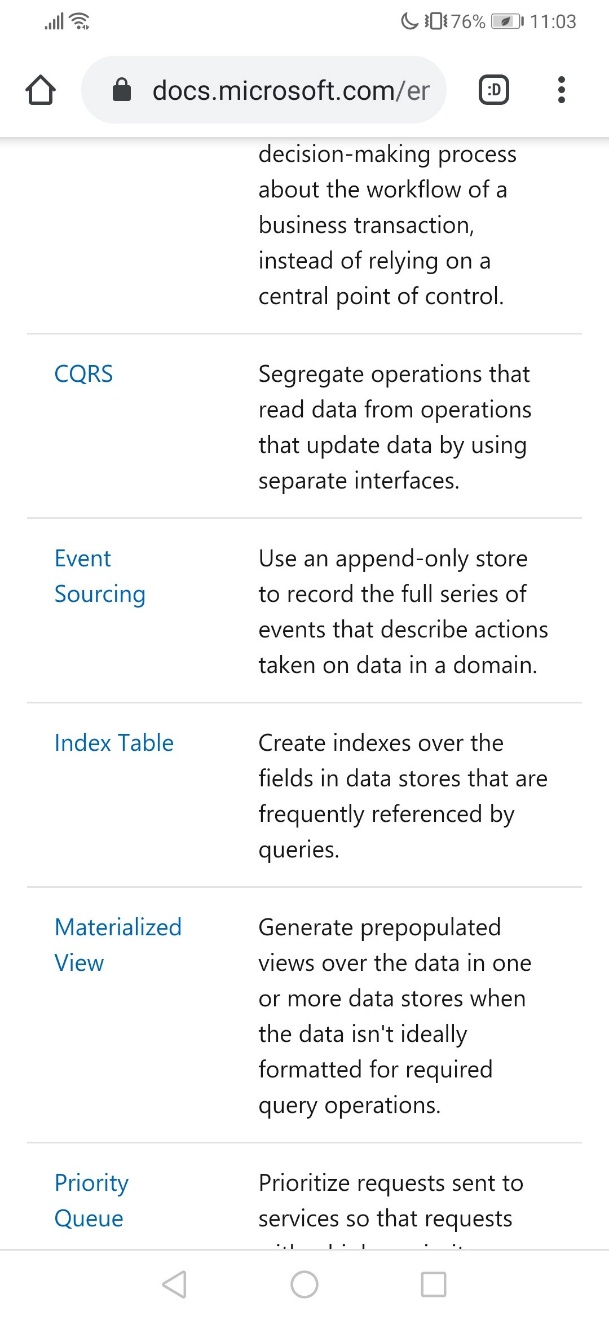 76% 11:03
docs.microsoft.com/er
:D
decision-making process
about the workflow of a
business transaction,
instead of relying on a
central point of control.
CQRS
Segregate operations that
read data from operations
that update data by using
separate interfaces.
Event
Sourcing
Use an append-only store
to record the full series of
events that describe actions
taken on data in a domain.
Index Table
Create indexes over the
fields in data stores that are
frequently referenced by
queries.
Materialized
View
Generate prepopulated
views over the data in one
or more data stores when
the data isn't ideally
formatted for required
query operations.
Priority
Queue
Prioritize requests sent to
services so that requests